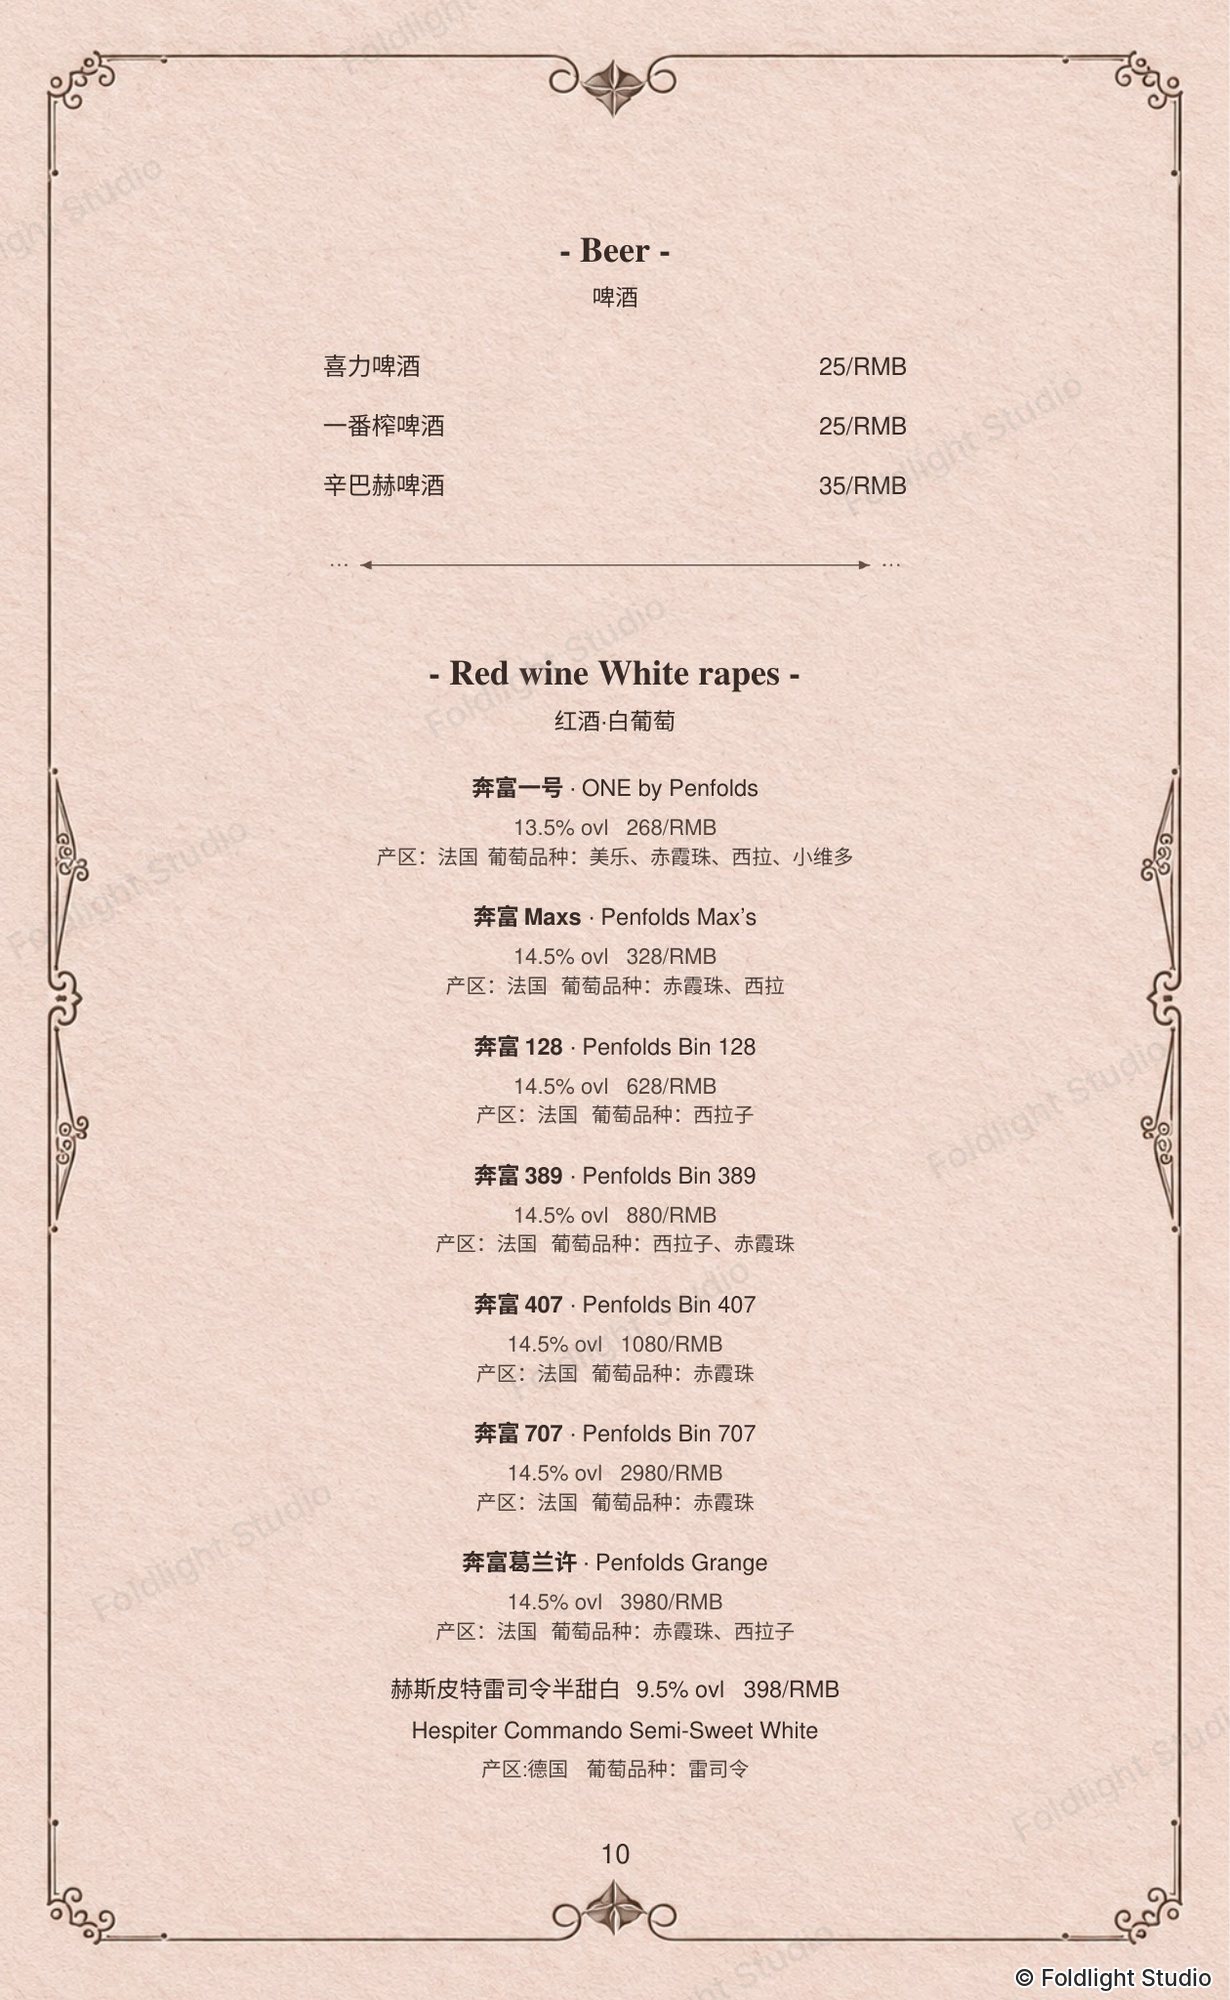 - Beer -
啤酒
喜力啤酒 25/RMB
一番榨啤酒 25/RMB
辛巴赫啤酒 35/RMB
- Red wine White rapes -
红酒·白葡萄
奔富一号 · ONE by Penfolds
13.5% ovl 268/RMB
产区：法国 葡萄品种：美乐、赤霞珠、西拉、小维多
奔富 Maxs · Penfolds Max’s
14.5% ovl 328/RMB
产区：法国 葡萄品种：赤霞珠、西拉
奔富 128 · Penfolds Bin 128
14.5% ovl 628/RMB
产区：法国 葡萄品种：西拉子
奔富 389 · Penfolds Bin 389
14.5% ovl 880/RMB
产区：法国 葡萄品种：西拉子、赤霞珠
奔富 407 · Penfolds Bin 407
14.5% ovl 1080/RMB
产区：法国 葡萄品种：赤霞珠
奔富 707 · Penfolds Bin 707
14.5% ovl 2980/RMB
产区：法国 葡萄品种：赤霞珠
奔富葛兰许 · Penfolds Grange
14.5% ovl 3980/RMB
产区：法国 葡萄品种：赤霞珠、西拉子
赫斯皮特雷司令半甜白 9.5% ovl 398/RMB
Hespiter Commando Semi-Sweet White
产区:德国 葡萄品种：雷司令
10
© Foldlight Studio